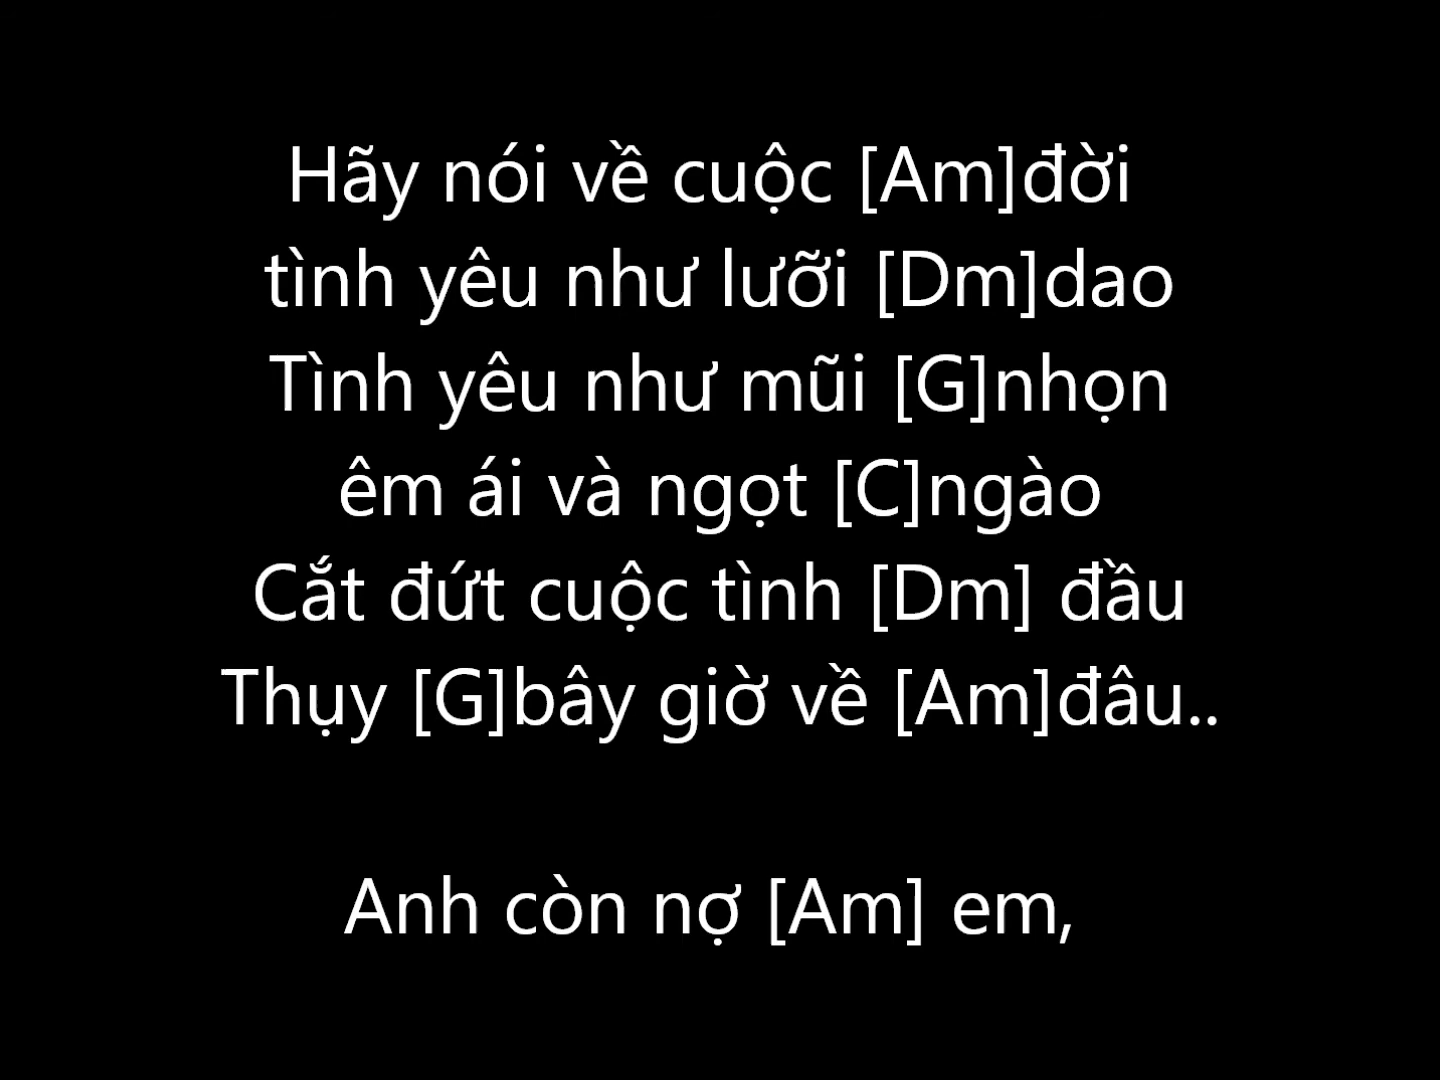 Hãy nói về cuộc [Am]đời
tình yêu như lưỡi [Dm]dao
Tình yêu như mũi [G]nhọn
êm ái và ngọt [C]ngào
Cắt đứt cuộc tình [Dm] đầu
Thụy [G]bây giờ về [Am]đâu..
Anh còn nợ [Am] em,